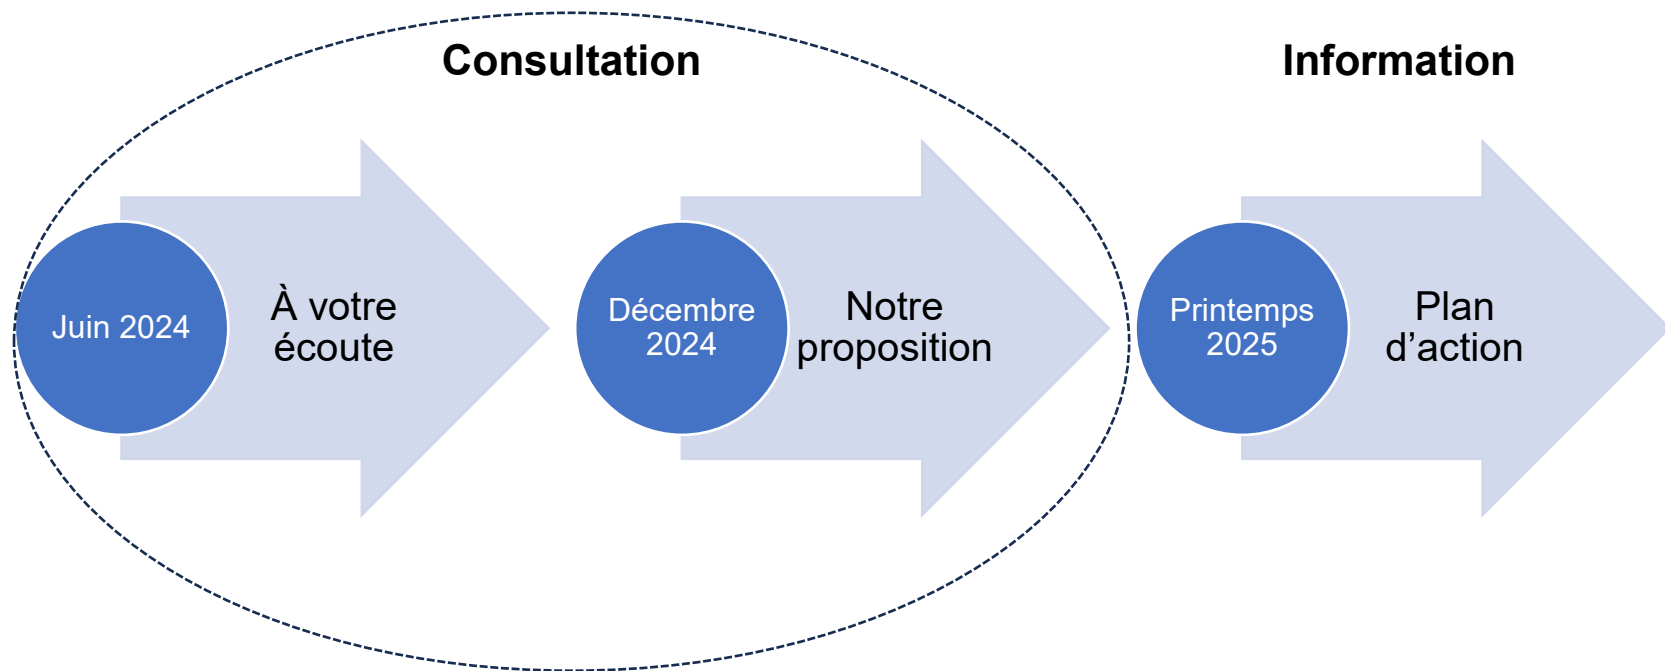 Consultation
Information
Juin 2024
À votre
écoute
Décembre
2024
Notre
proposition
Printemps
2025
Plan
d’action